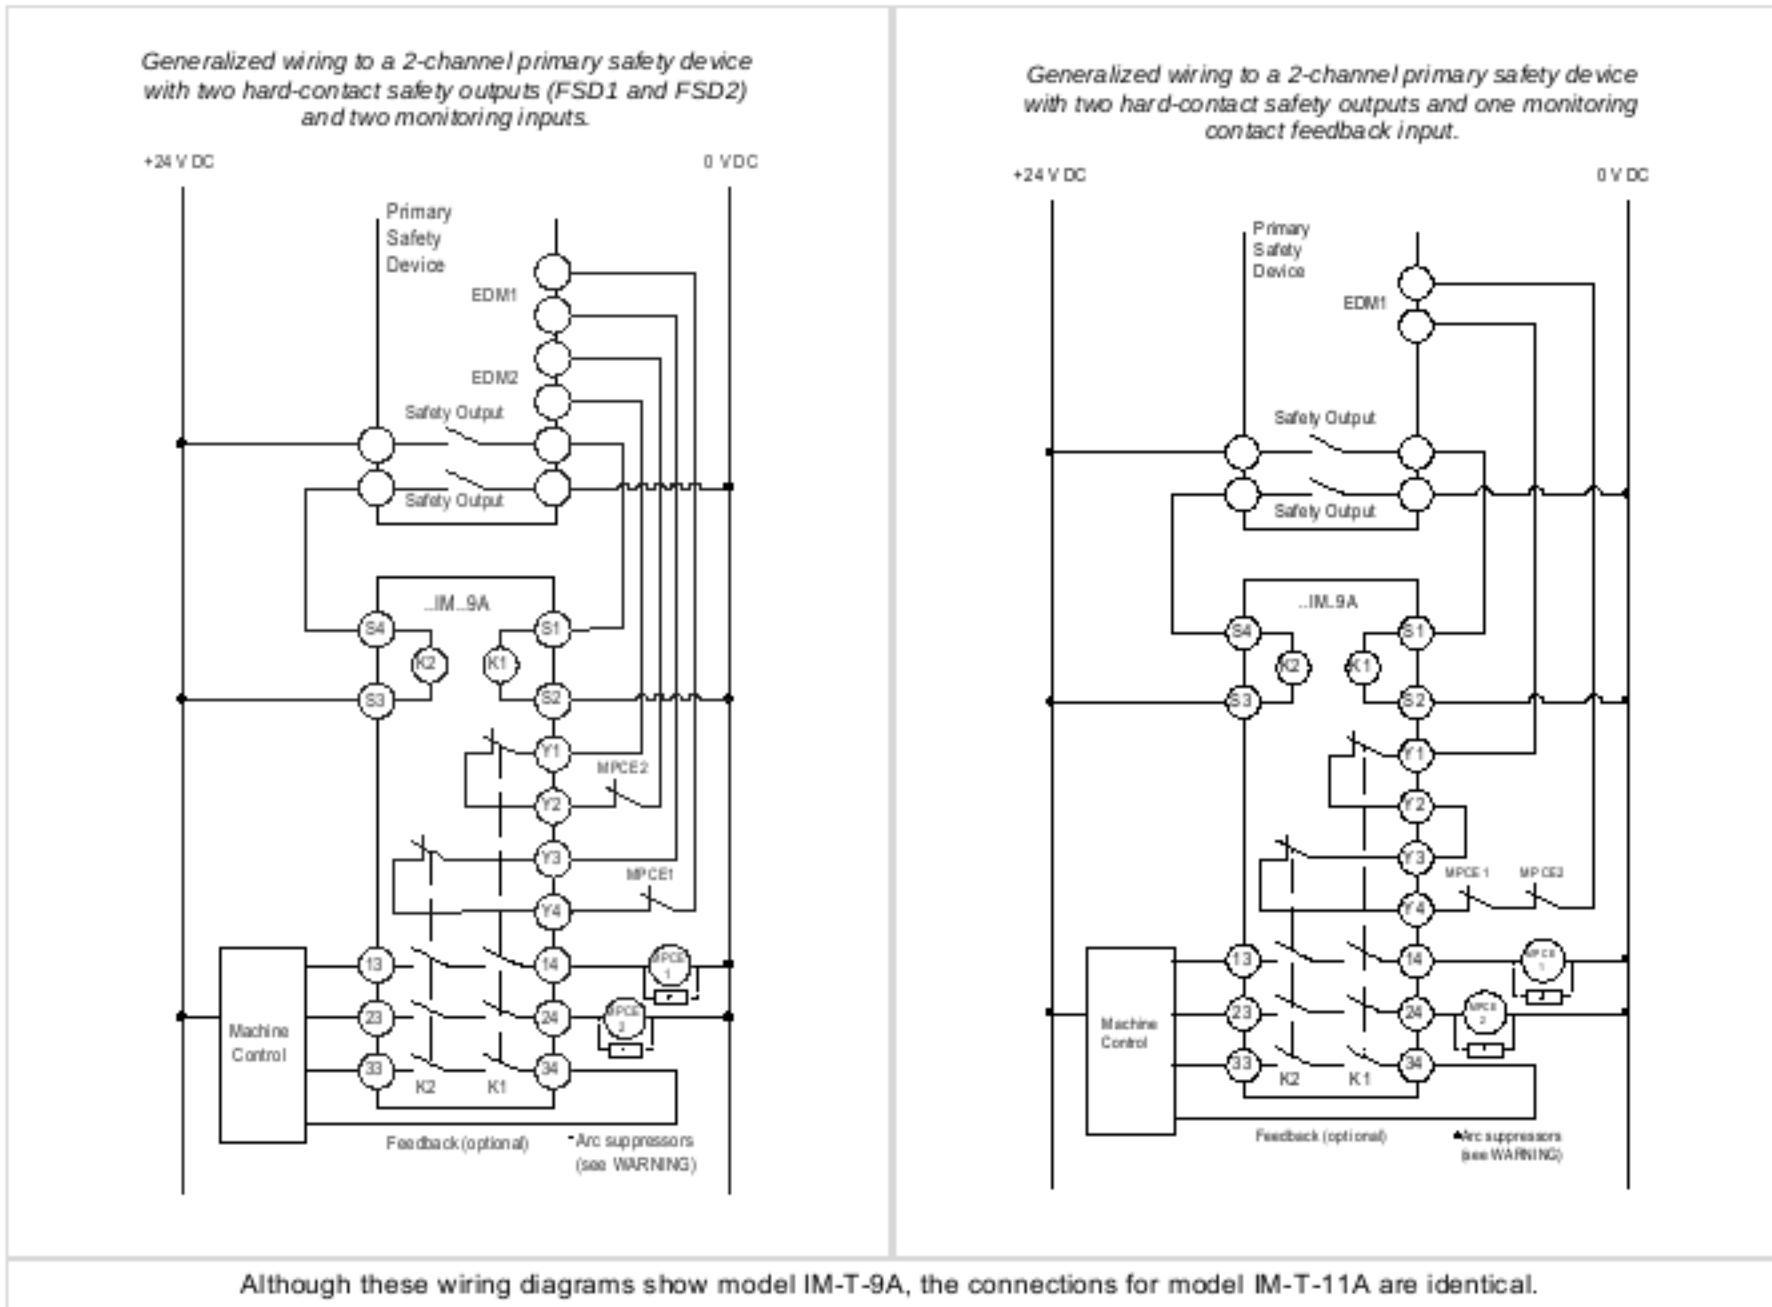 Generalized wiring to a 2-channel primary safety device
with two hard-contact safety outputs (FSD1 and FSD2)
and two monitoring inputs.
+24 V DC
0 VDC
Primary
Safety
Device
EDM1
EDM2
Safety Output
Safety Output
..IM..9A
S4
S1
K2
K1
S3
S2
Y1
MPCE2
Y2
Y3
MPCE1
Y4
13
14
MPCE
1
23
24
MPCE
2
Machine
Control
33
34
K2
K1
Feedback (optional)
Arc suppressors
(see WARNING)
Generalized wiring to a 2-channel primary safety device
with two hard-contact safety outputs and one monitoring
contact feedback input.
+24 V DC
0 V DC
Primary
Safety
Device
EDM1
Safety Output
Safety Output
..IM..9A
S4
S1
K2
K1
S3
S2
Y1
Y2
Y3
MPCE1
MPCE2
Y4
13
14
MPCE
1
23
24
MPCE
2
Machine
Control
33
34
K2
K1
Feedback (optional)
Arc suppressors
(see WARNING)
Although these wiring diagrams show model IM-T-9A, the connections for model IM-T-11A are identical.